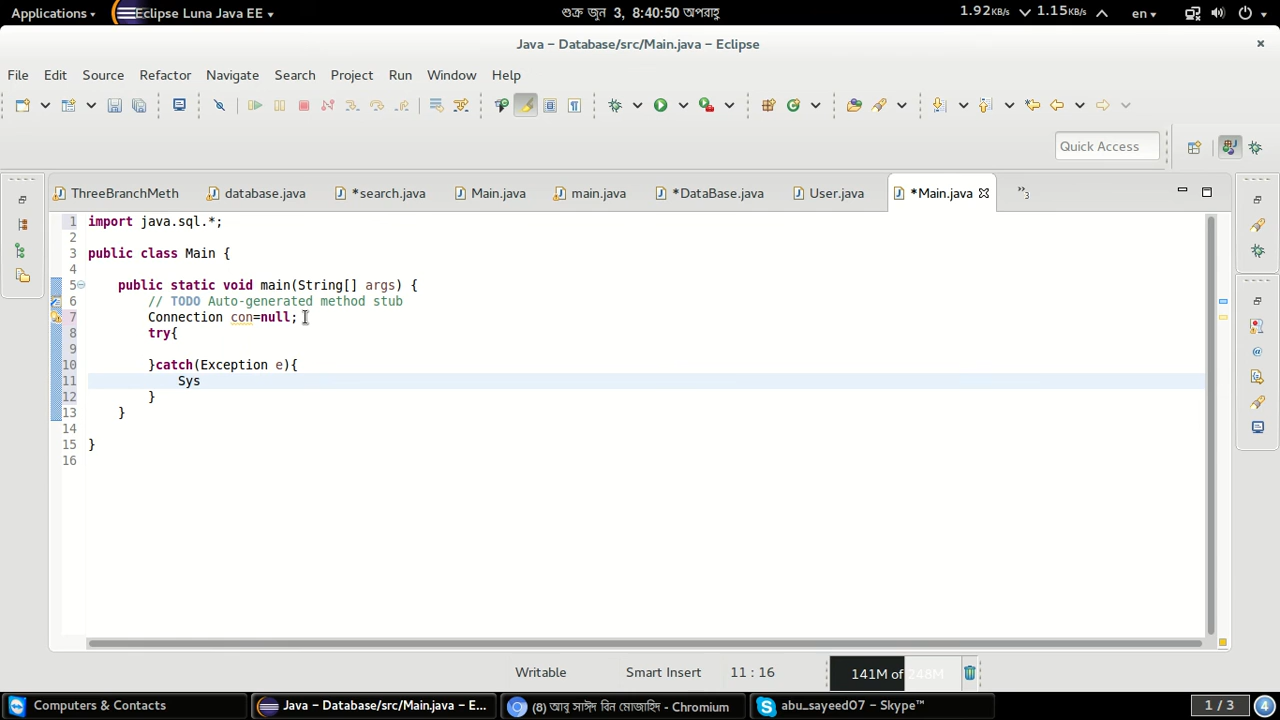 Applications Eclipse Luna Java EE শুক্র জুন 3, 8:40:50 অপরাহ্ণ 1.92KB/s 1.15KB/s en
Java – Database/src/Main.java – Eclipse
File Edit Source Refactor Navigate Search Project Run Window Help
Quick Access
ThreeBranchMeth database.java *search.java Main.java main.java *DataBase.java User.java *Main.java »3
1 import java.sql.*;
2
3 public class Main {
4
5 public static void main(String[] args) {
6 // TODO Auto-generated method stub
7 Connection con=null;
8 try{
9
10 }catch(Exception e){
11 Sys
12 }
13 }
14
15 }
16
Writable Smart Insert 11 : 16 141M of 248M
Computers & Contacts Java – Database/src/Main.java – E... (8) আবু সাঈদ বিন মোজাহিদ - Chromium abu_sayeed07 – Skype™ 1 / 3 4